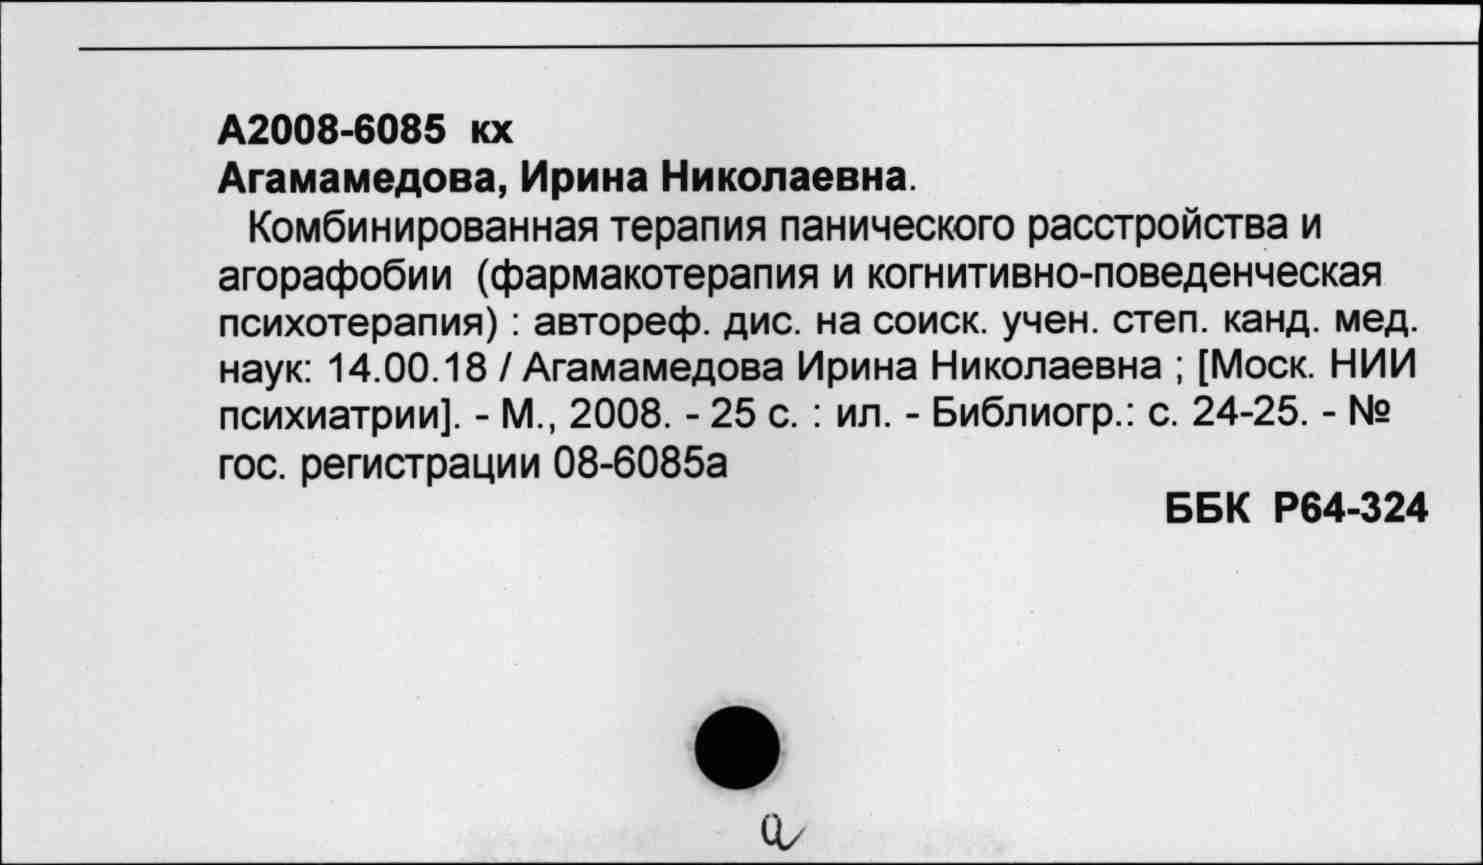 А2008-6085 кх
Агамамедова, Ирина Николаевна.
Комбинированная терапия панического расстройства и
агорафобии (фармакотерапия и когнитивно-поведенческая
психотерапия) : автореф. дис. на соиск. учен. степ. канд. мед.
наук: 14.00.18 / Агамамедова Ирина Николаевна ; [Моск. НИИ
психиатрии]. - М., 2008. - 25 с. : ил. - Библиогр.: с. 24-25. - №
гос. регистрации 08-6085а
ББК Р64-324
а